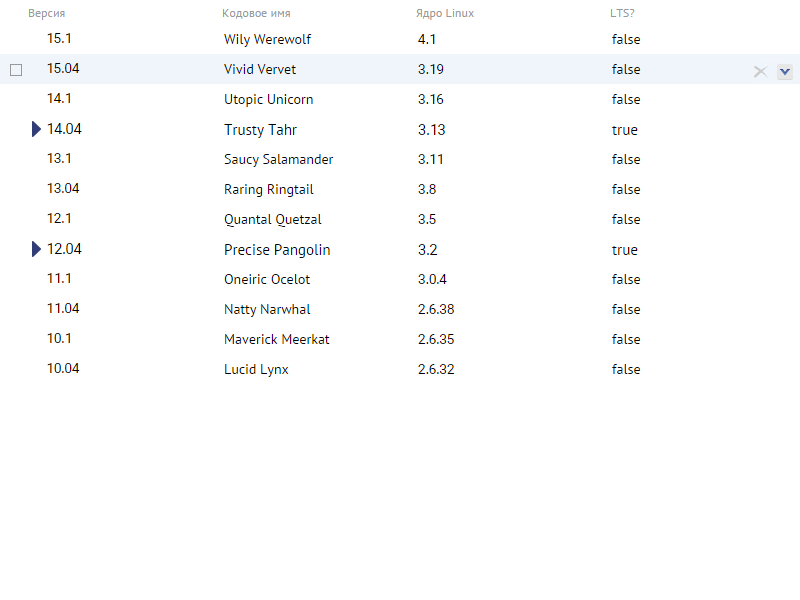 Версия Кодовое имя Ядро Linux LTS?
15.1 Wily Werewolf 4.1 false
15.04 Vivid Vervet 3.19 false
14.1 Utopic Unicorn 3.16 false
14.04 Trusty Tahr 3.13 true
13.1 Saucy Salamander 3.11 false
13.04 Raring Ringtail 3.8 false
12.1 Quantal Quetzal 3.5 false
12.04 Precise Pangolin 3.2 true
11.1 Oneiric Ocelot 3.0.4 false
11.04 Natty Narwhal 2.6.38 false
10.1 Maverick Meerkat 2.6.35 false
10.04 Lucid Lynx 2.6.32 false